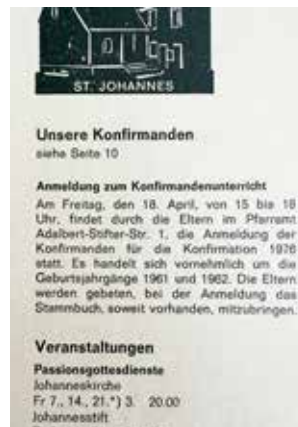 ST. JOHANNES
Unsere Konfirmanden
siehe Seite 10
Anmeldung zum Konfirmandenunterricht
Am Freitag, den 18. April, von 15 bis 18
Uhr, findet durch die Eltern im Pfarramt
Adalbert-Stifter-Str. 1, die Anmeldung der
Konfirmanden für die Konfirmation 1976
statt. Es handelt sich vornehmlich um die
Geburtsjahrgänge 1961 und 1962. Die Eltern
werden gebeten, bei der Anmeldung das
Stammbuch, soweit vorhanden, mitzubringen.
Veranstaltungen
Passionsgottesdienste
Johanneskirche
Fr 7., 14., 21.*) 3. 20.00
Johannesstift